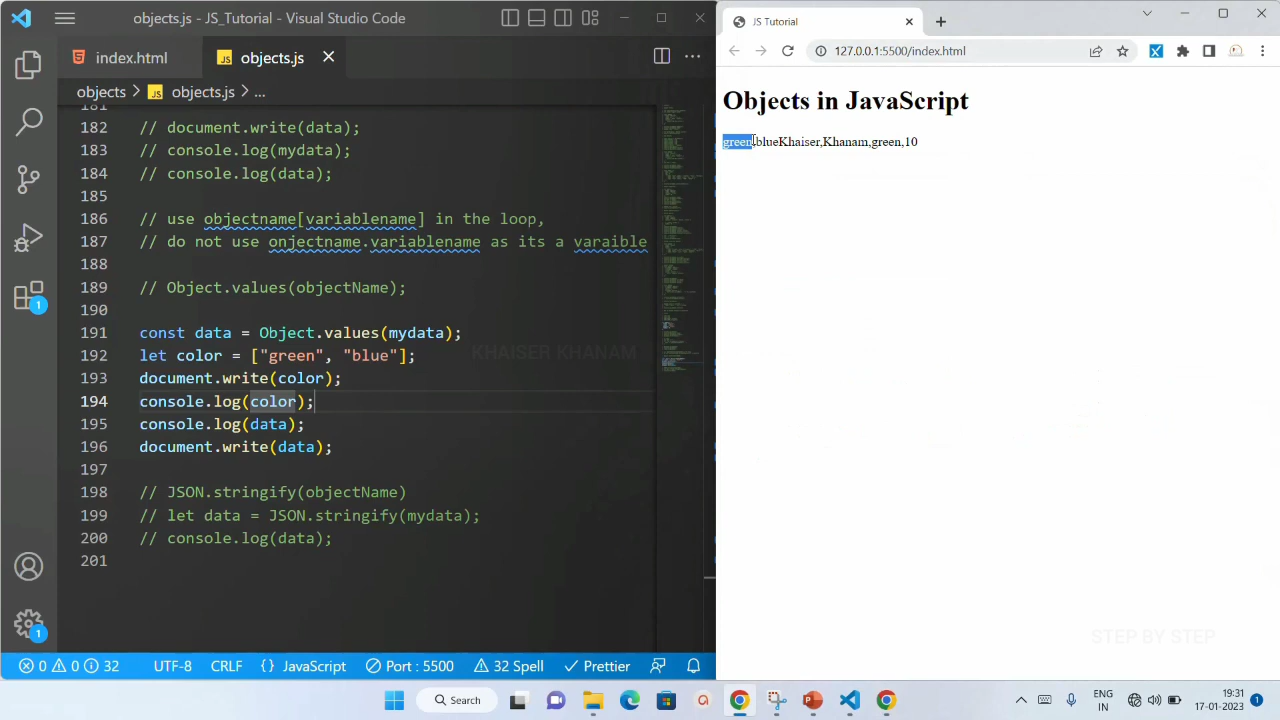 objects.js - JS_Tutorial - Visual Studio Code
index.html
objects.js
objects > objects.js > ...
181
182 // document.write(data);
183 // console.log(mydata);
184 // console.log(data);
185
186 // use objectname[variablename] in the loop,
187 // do not use onjectname.varaiblename as its a varaible
188
189 // Object.values(objectName);
190
191 const data = Object.values(mydata);
192 let color = ["green", "blue"];
193 document.write(color);
194 console.log(color);
195 console.log(data);
196 document.write(data);
197
198 // JSON.stringify(objectName)
199 // let data = JSON.stringify(mydata);
200 // console.log(data);
201
KHAISER KHANAM
1
1
0 0 32 UTF-8 CRLF {} JavaScript Port : 5500 32 Spell Prettier
JS Tutorial
127.0.0.1:5500/index.html
Objects in JavaScript
green,blueKhaiser,Khanam,green,10
STEP BY STEP
Search
ENG
IN
3:31
17-01-2023
1